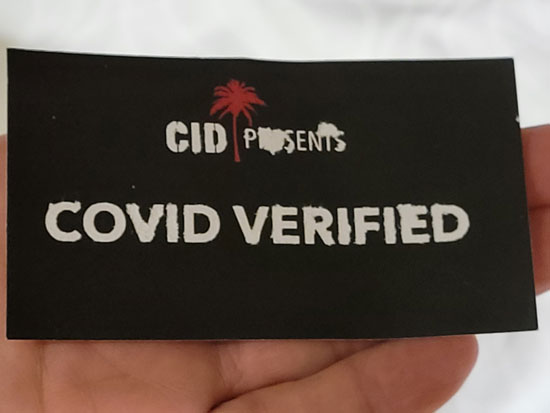 CID PRESENTS
COVID VERIFIED